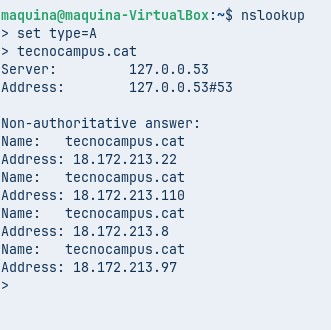 maquina@maquina-VirtualBox:~$ nslookup
> set type=A
> tecnocampus.cat
Server:         127.0.0.53
Address:        127.0.0.53#53

Non-authoritative answer:
Name:   tecnocampus.cat
Address: 18.172.213.22
Name:   tecnocampus.cat
Address: 18.172.213.110
Name:   tecnocampus.cat
Address: 18.172.213.8
Name:   tecnocampus.cat
Address: 18.172.213.97
>